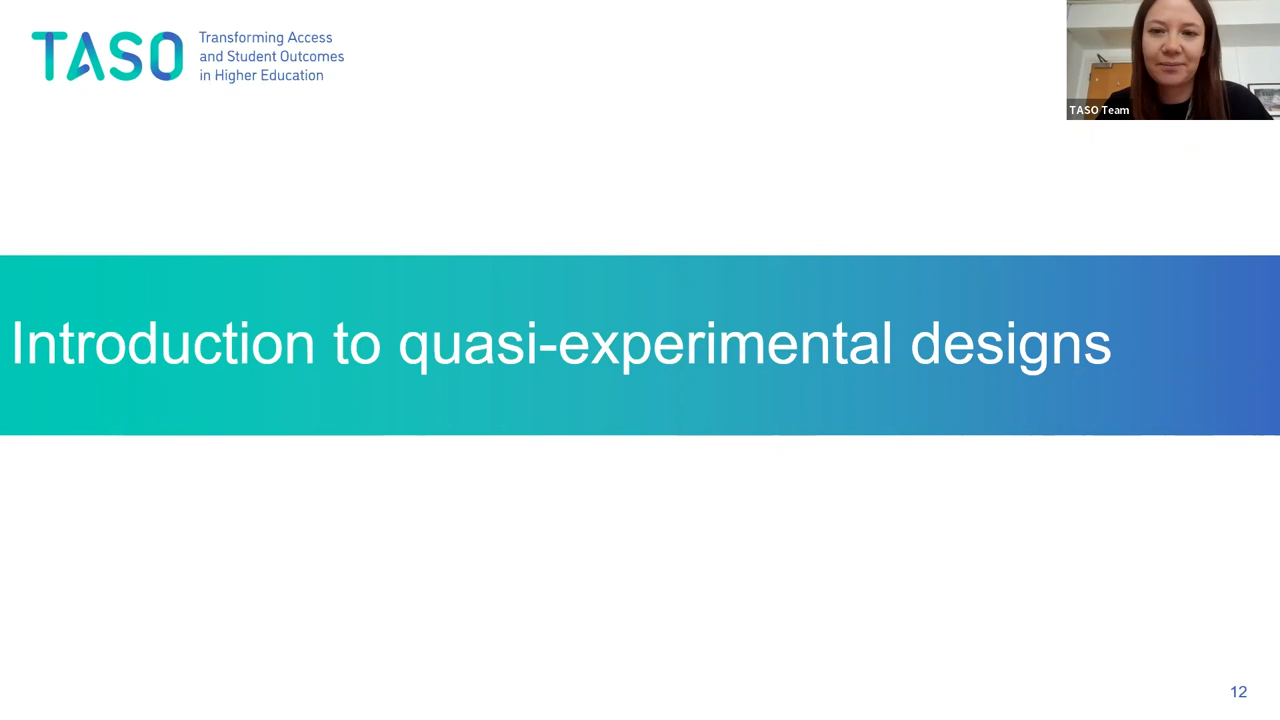 TASO
Transforming Access
and Student Outcomes
in Higher Education
TASO Team
Introduction to quasi-experimental designs
12